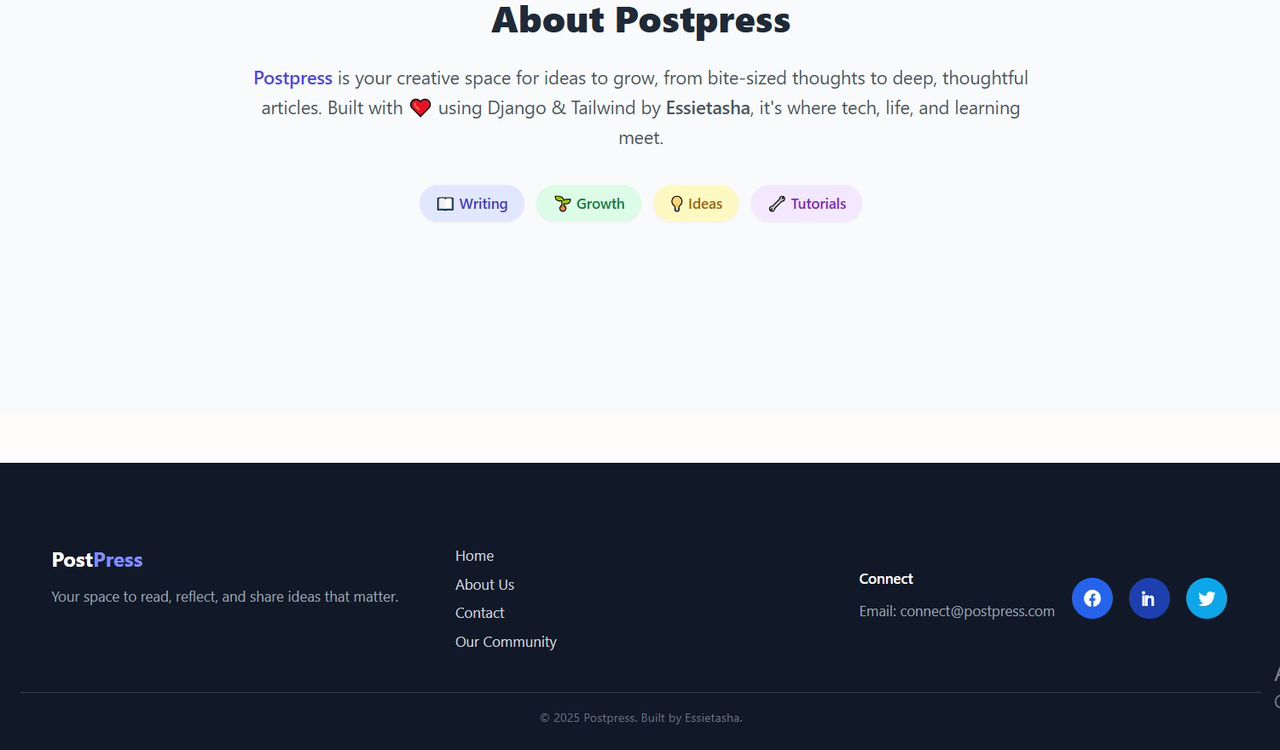 About Postpress
Postpress is your creative space for ideas to grow, from bite-sized thoughts to deep, thoughtful
articles. Built with ❤️ using Django & Tailwind by Essietasha, it's where tech, life, and learning
meet.
📖 Writing
🌱 Growth
💡 Ideas
🔧 Tutorials
PostPress
Your space to read, reflect, and share ideas that matter.
Home
About Us
Contact
Our Community
Connect
Email: connect@postpress.com
© 2025 Postpress. Built by Essietasha.